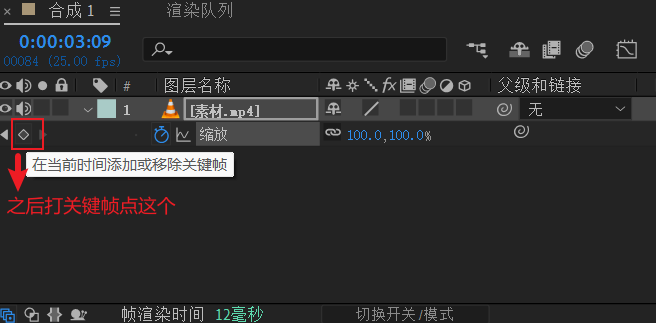 合成 1
渲染队列
0:00:03:09
00084 (25.00 fps)
# 图层名称 fx 父级和链接
1 [素材.mp4] 无
缩放 100.0,100.0%
在当前时间添加或移除关键帧
之后打关键帧点这个
帧渲染时间 12毫秒 切换开关/模式